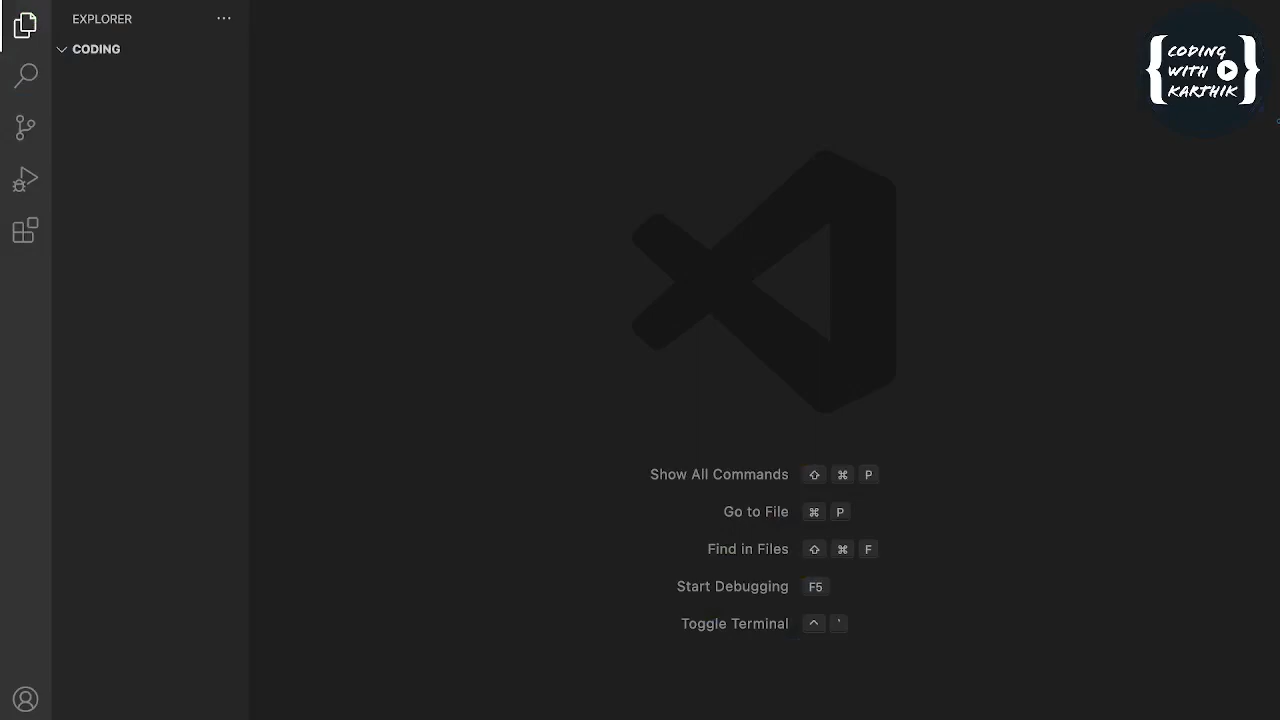 EXPLORER
CODING
CODING
WITH
KARTHIK
Show All Commands ⇧ ⌘ P
Go to File ⌘ P
Find in Files ⇧ ⌘ F
Start Debugging F5
Toggle Terminal ^ `